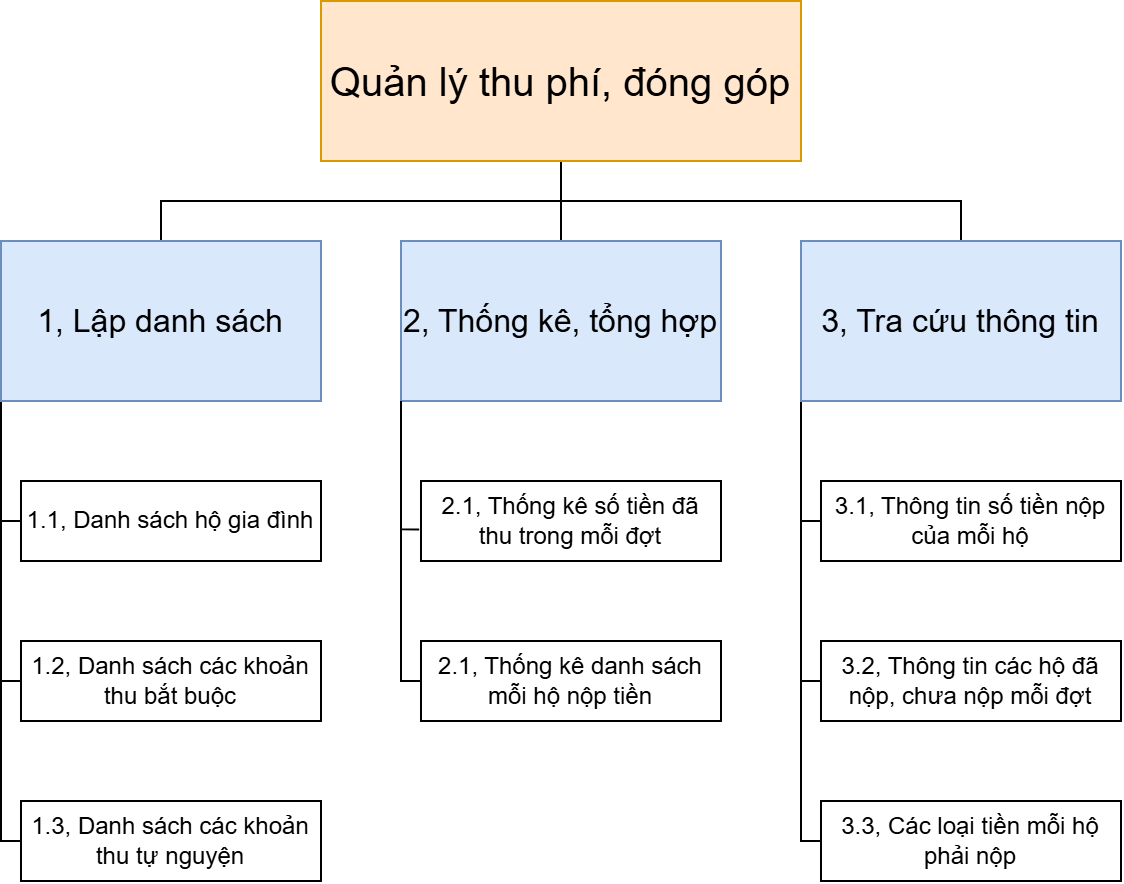 Quản lý thu phí, đóng góp
1, Lập danh sách
2, Thống kê, tổng hợp
3, Tra cứu thông tin
1.1, Danh sách hộ gia đình
2.1, Thống kê số tiền đã
thu trong mỗi đợt
3.1, Thông tin số tiền nộp
của mỗi hộ
1.2, Danh sách các khoản
thu bắt buộc
2.1, Thống kê danh sách
mỗi hộ nộp tiền
3.2, Thông tin các hộ đã
nộp, chưa nộp mỗi đợt
1.3, Danh sách các khoản
thu tự nguyện
3.3, Các loại tiền mỗi hộ
phải nộp